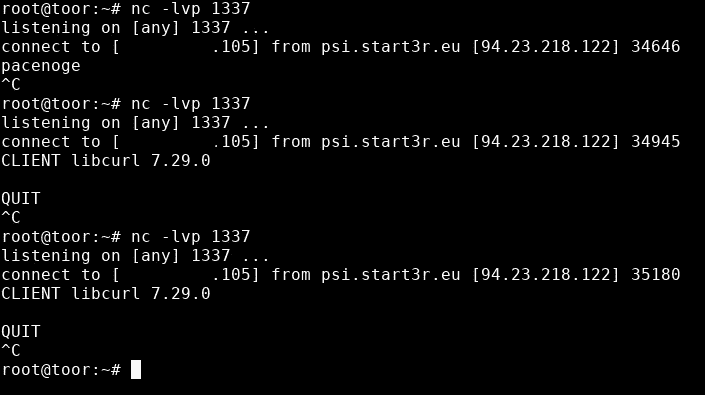 root@toor:~# nc -lvp 1337
listening on [any] 1337 ...
connect to [         .105] from psi.start3r.eu [94.23.218.122] 34646
pacenoge
^C
root@toor:~# nc -lvp 1337
listening on [any] 1337 ...
connect to [         .105] from psi.start3r.eu [94.23.218.122] 34945
CLIENT libcurl 7.29.0

QUIT
^C
root@toor:~# nc -lvp 1337
listening on [any] 1337 ...
connect to [         .105] from psi.start3r.eu [94.23.218.122] 35180
CLIENT libcurl 7.29.0

QUIT
^C
root@toor:~#